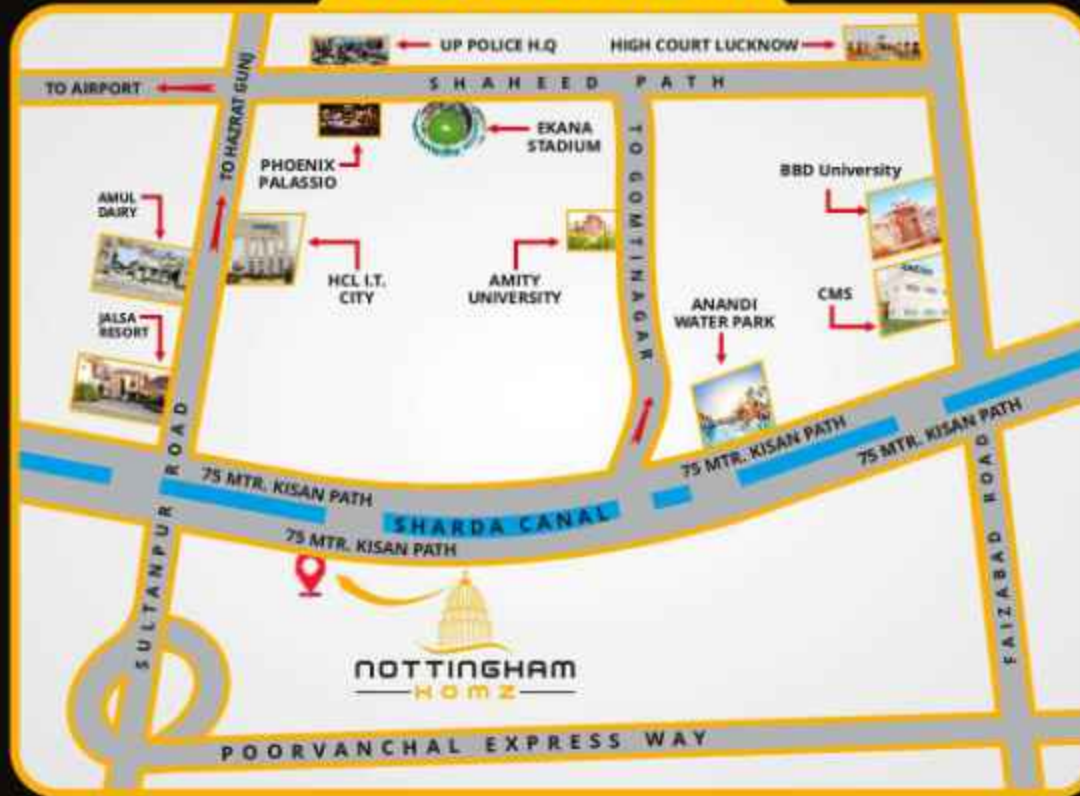 UP POLICE H.Q
HIGH COURT LUCKNOW
TO AIRPORT
SHAHEED PATH
TO HAZRATGUNJ
EKANA
STADIUM
PHOENIX
PALASSIO
TO GOMTINAGAR
BBD University
AMUL
DAIRY
HCL I.T.
CITY
AMITY
UNIVERSITY
CMS
ANANDI
WATER PARK
JALSA
RESORT
SULTANPUR ROAD
75 MTR. KISAN PATH
75 MTR. KISAN PATH
75 MTR. KISAN PATH
SHARDA CANAL
75 MTR. KISAN PATH
FAIZABAD ROAD
NOTTINGHAM
HOMZ
POORVANCHAL EXPRESS WAY